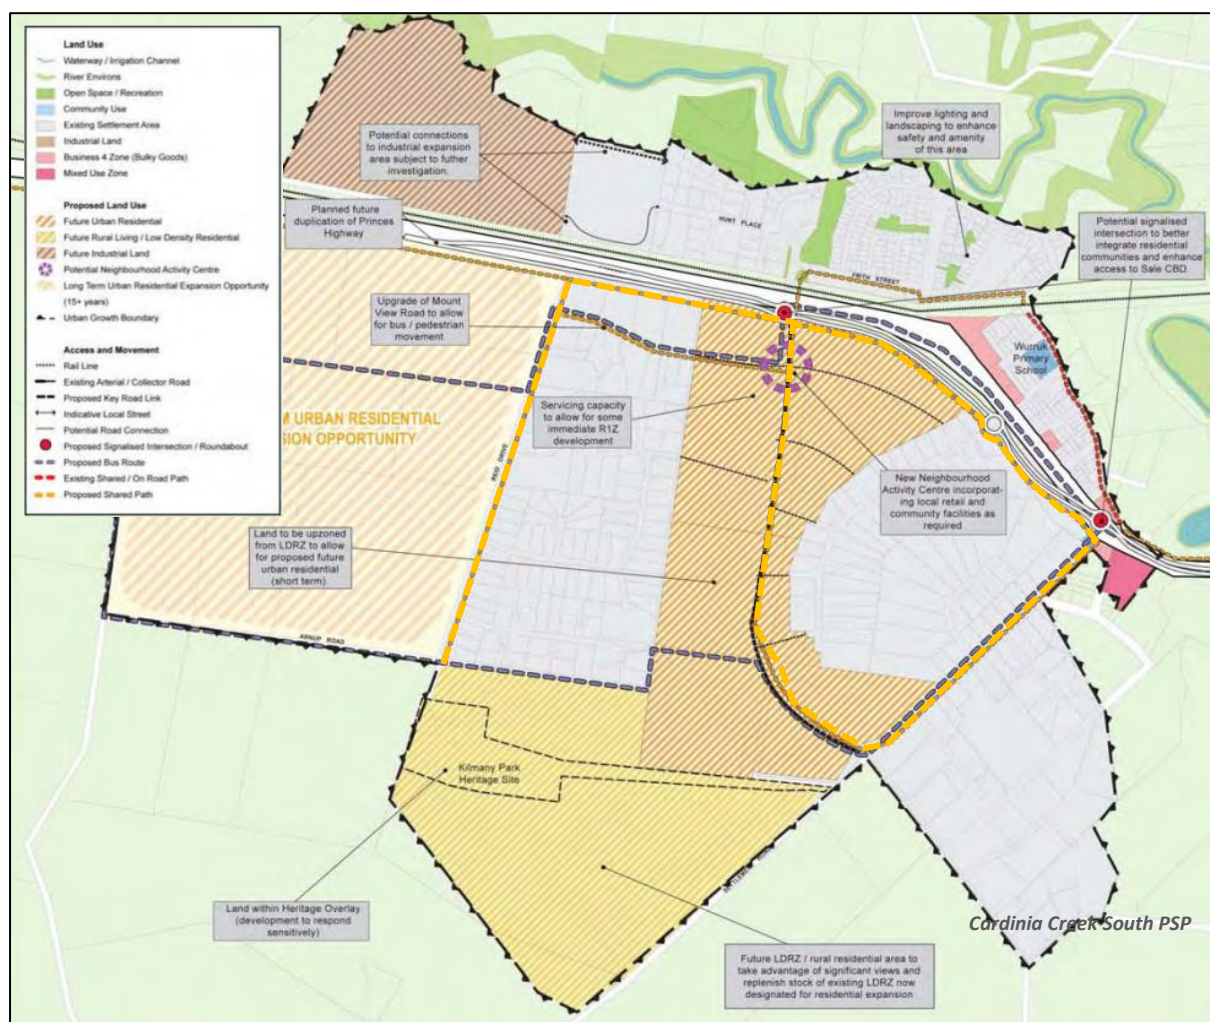 Land Use
Waterway / Irrigation Channel
River Environs
Open Space / Recreation
Community Use
Existing Settlement Area
Industrial Land
Business 4 Zone (Bulky Goods)
Mixed Use Zone
Proposed Land Use
Future Urban Residential
Future Rural Living / Low Density Residential
Future Industrial Land
Potential Neighbourhood Activity Centre
Long Term Urban Residential Expansion Opportunity
(15+ years)
Urban Growth Boundary
Access and Movement
Rail Line
Existing Arterial / Collector Road
Proposed Key Road Link
Indicative Local Street
Potential Road Connection
Proposed Signalised Intersection / Roundabout
Proposed Bus Route
Existing Shared / On Road Path
Proposed Shared Path
Potential connections
to industrial expansion
area subject to futher
investigation.
Improve lighting and
landscaping to enhance
safety and amenity
of this area
Planned future
duplication of Princes
Highway
HUNT PLACE
Potential signalised
intersection to better
integrate residential
communities and enhance
access to Sale CBD
FRITH STREET
Upgrade of Mount
View Road to allow
for bus / pedestrian
movement
Wurruk
Primary
School
M URBAN RESIDENTIAL
SION OPPORTUNITY
Servicing capacity
to allow for some
immediate R1Z
development
REID DRIVE
New Neighbourhood
Activity Centre incorporat-
ing local retail and
community facilities as
required
Land to be upzoned
from LDRZ to allow
for proposed future
urban residential
(short term)
ARNUP ROAD
Kilmany Park
Heritage Site
Land within Heritage Overlay
(development to respond
sensitively)
Cardinia Creek South PSP
Future LDRZ / rural residential area to
take advantage of significant views and
replenish stock of existing LDRZ now
designated for residential expansion